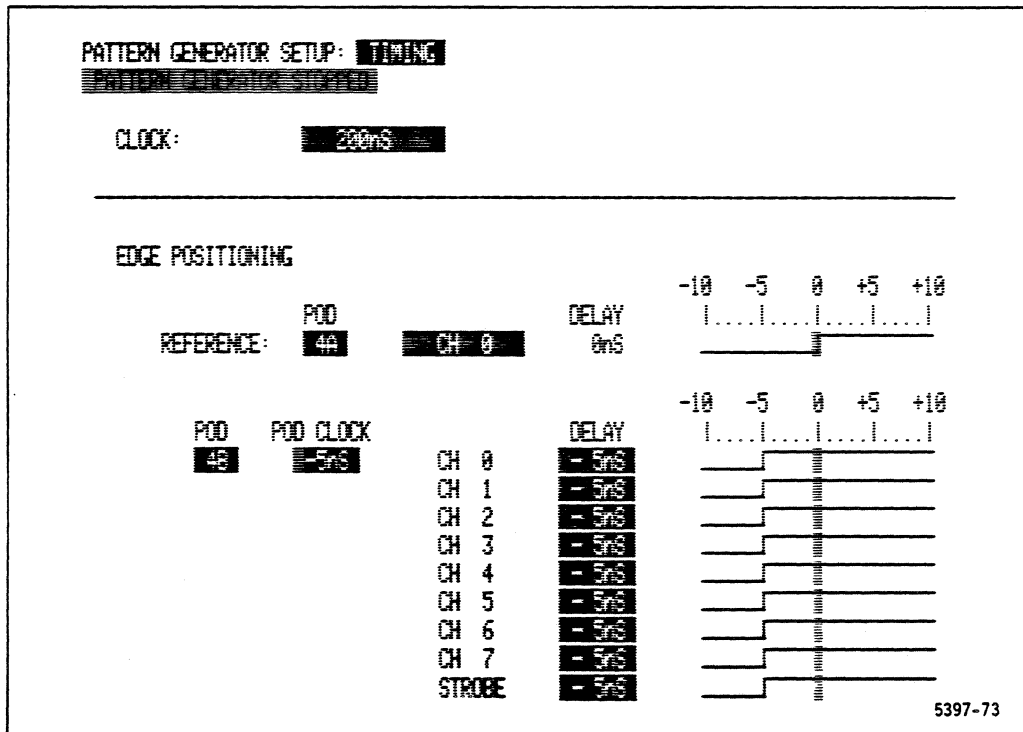 PATTERN GENERATOR SETUP: TIMING
PATTERN GENERATOR STOPPED
CLOCK: 200nS
EDGE POSITIONING
-10 -5 0 +5 +10
POD DELAY
REFERENCE: 4A CH 0 0nS
-10 -5 0 +5 +10
POD POD CLOCK DELAY
4B -5nS CH 0 - 5nS
CH 1 - 5nS
CH 2 - 5nS
CH 3 - 5nS
CH 4 - 5nS
CH 5 - 5nS
CH 6 - 5nS
CH 7 - 5nS
STROBE - 5nS
5397-73